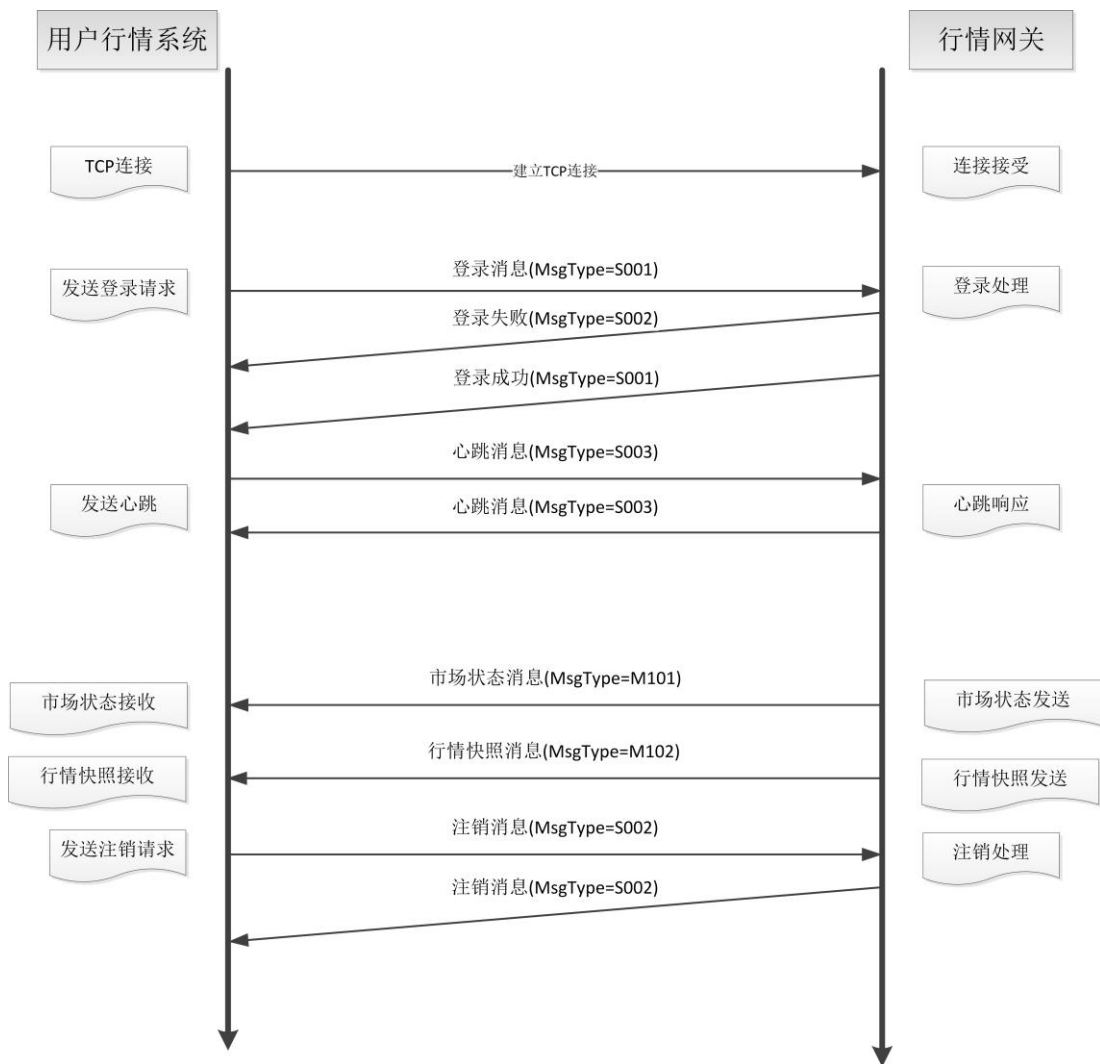 用户行情系统
行情网关
TCP连接
建立TCP连接
连接接受
登录消息(MsgType=S001)
发送登录请求
登录处理
登录失败(MsgType=S002)
登录成功(MsgType=S001)
心跳消息(MsgType=S003)
发送心跳
心跳消息(MsgType=S003)
心跳响应
市场状态消息(MsgType=M101)
市场状态接收
市场状态发送
行情快照消息(MsgType=M102)
行情快照接收
行情快照发送
注销消息(MsgType=S002)
发送注销请求
注销处理
注销消息(MsgType=S002)